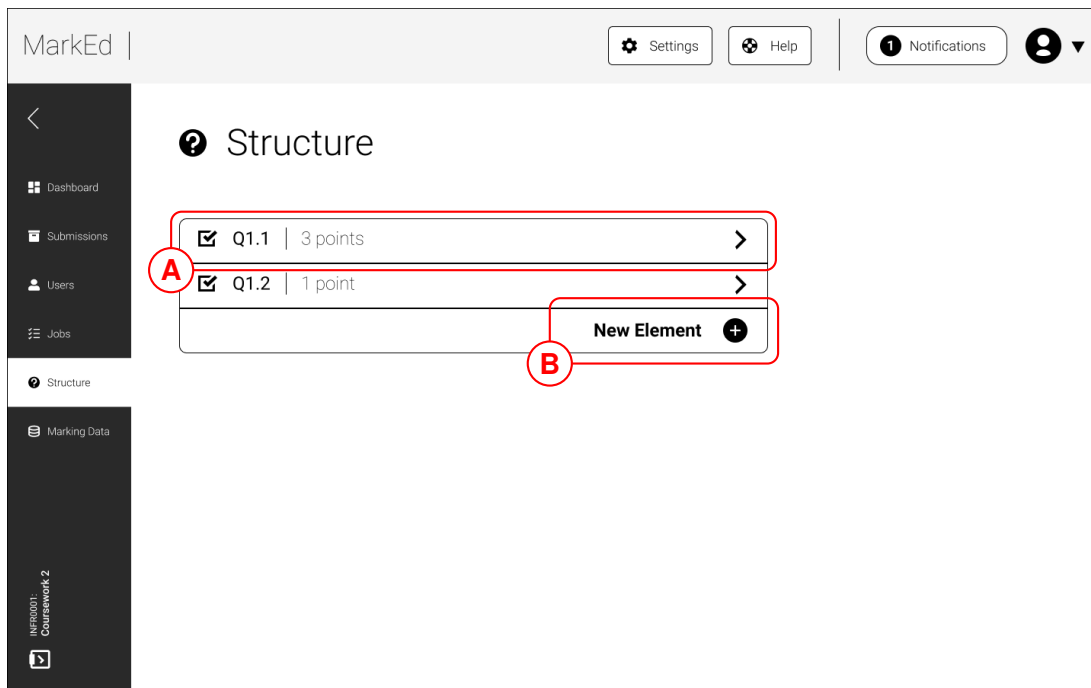 MarkEd
Settings
Help
1 Notifications
Structure
Dashboard
Submissions
Users
Jobs
Structure
Marking Data
INFR0001:
Coursework 2
A
Q1.1 3 points
Q1.2 1 point
New Element
B